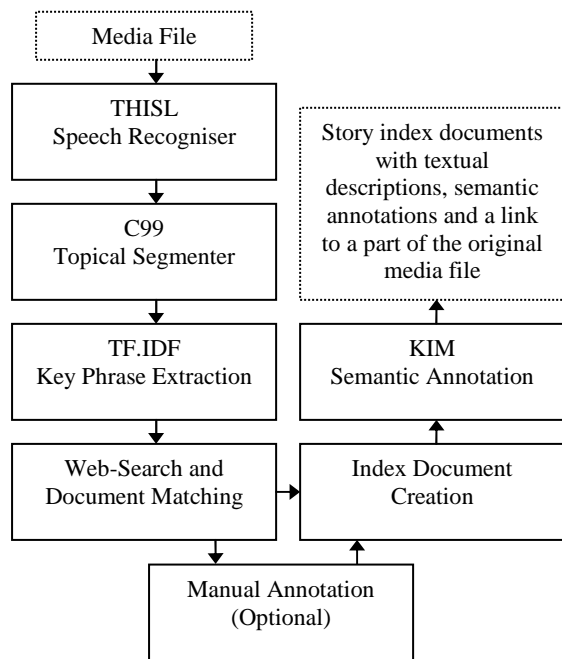 Media File
THISL
Speech Recogniser
C99
Topical Segmenter
TF.IDF
Key Phrase Extraction
Web-Search and
Document Matching
Manual Annotation
(Optional)
Index Document
Creation
KIM
Semantic Annotation
Story index documents
with textual
descriptions, semantic
annotations and a link
to a part of the original
media file